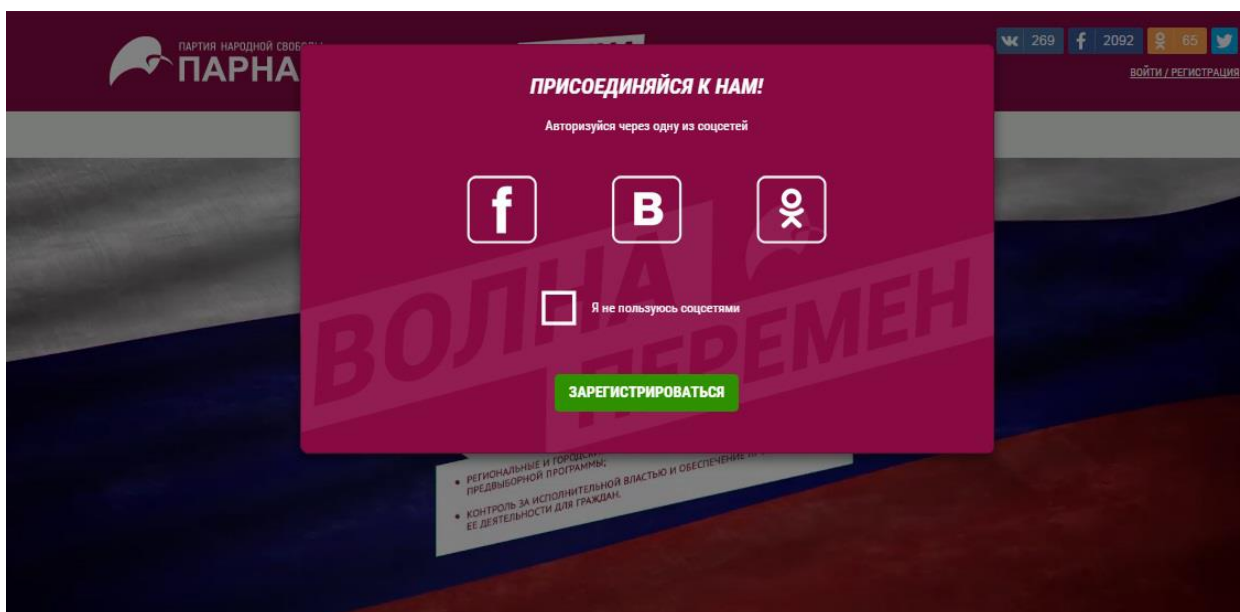 ПАРТИЯ НАРОДНОЙ
ПАРНА
269
2092
65
ВОЙТИ / РЕГИСТРАЦИЯ
ПРИСОЕДИНЯЙСЯ К НАМ!
Авторизуйся через одну из соцсетей
f
В
Я не пользуюсь соцсетями
ВОЛНА
ПЕРЕМЕН
ЗАРЕГИСТРИРОВАТЬСЯ
РЕГИОНАЛЬНЫЕ И
ПРЕДВЫБОРНОЙ ПРОГРАММЫ;
КОНТРОЛЬ ЗА ИСПОЛНИТЕЛЬНОЙ ВЛАСТЬЮ И ОБЕСПЕЧЕНИЕ
ЕЕ ДЕЯТЕЛЬНОСТИ ДЛЯ ГРАЖДАН.